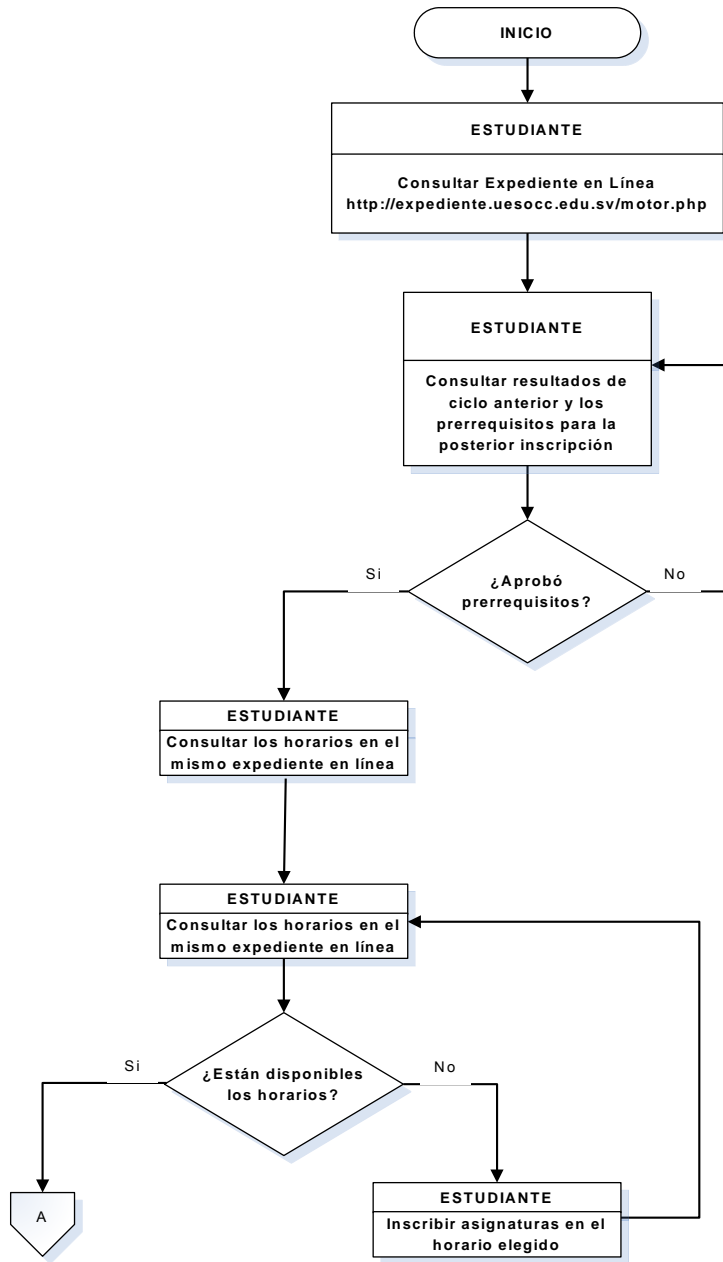 INICIO
ESTUDIANTE
Consultar Expediente en Línea
http://expediente.uesocc.edu.sv/motor.php
ESTUDIANTE
Consultar resultados de
ciclo anterior y los
prerrequisitos para la
posterior inscripción
¿Aprobó
prerrequisitos?
Si
No
ESTUDIANTE
Consultar los horarios en el
mismo expediente en línea
ESTUDIANTE
Consultar los horarios en el
mismo expediente en línea
¿Están disponibles
los horarios?
Si
No
A
ESTUDIANTE
Inscribir asignaturas en el
horario elegido